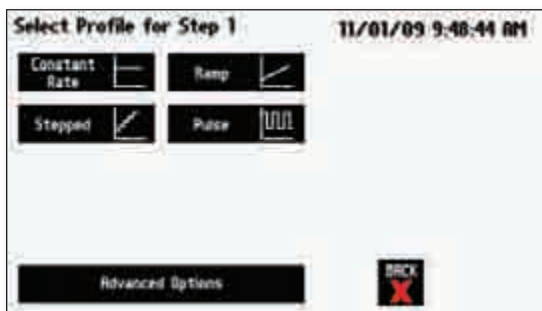 Select Profile for Step 1
11/01/09 9:48:44 AM
Constant
Rate
Ramp
Stepped
Pulse
Advanced Options
BACK